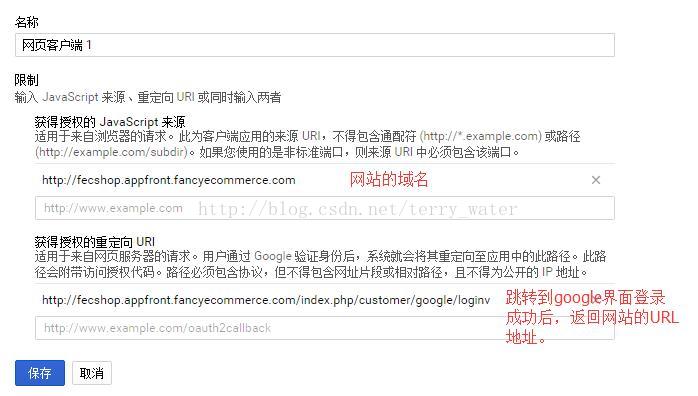 名称
网页客户端 1
限制
输入 JavaScript 来源、重定向 URI 或同时输入两者
获得授权的 JavaScript 来源
适用于来自浏览器的请求。此为客户端应用的来源 URI，不得包含通配符 (http://*.example.com) 或路径
(http://example.com/subdir)。如果您使用的是非标准端口，则来源 URI 中必须包含该端口。
http://fecshop.appfront.fancyecommerce.com 网站的域名 ×
http://www.example.com http://blog.csdn.net/terry_water
获得授权的重定向 URI
适用于来自网页服务器的请求。用户通过 Google 验证身份后，系统就会将其重定向至应用中的此路径。此路
径会附带访问授权代码。路径必须包含协议，但不得包含网址片段或相对路径，且不得为公开的 IP 地址。
http://fecshop.appfront.fancyecommerce.com/index.php/customer/google/loginv
跳转到google界面登录
成功后，返回网站的URL
地址。
http://www.example.com/oauth2callback
保存 取消